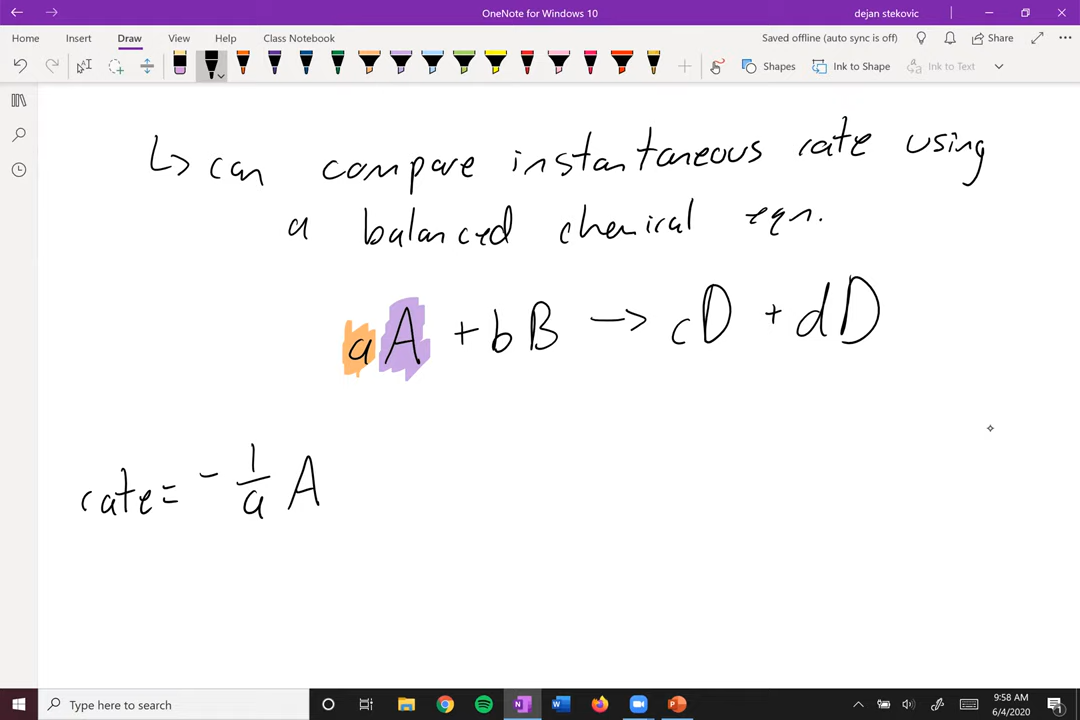 OneNote for Windows 10
dejan stekovic
Home Insert Draw View Help Class Notebook
Saved offline (auto sync is off)
Share
Shapes Ink to Shape Ink to Text
↳ can compare instantaneous rate using
a balanced chemical eqn.
aA + bB → cD + dD
rate = - 1/a A
Type here to search
9:58 AM
6/4/2020
1